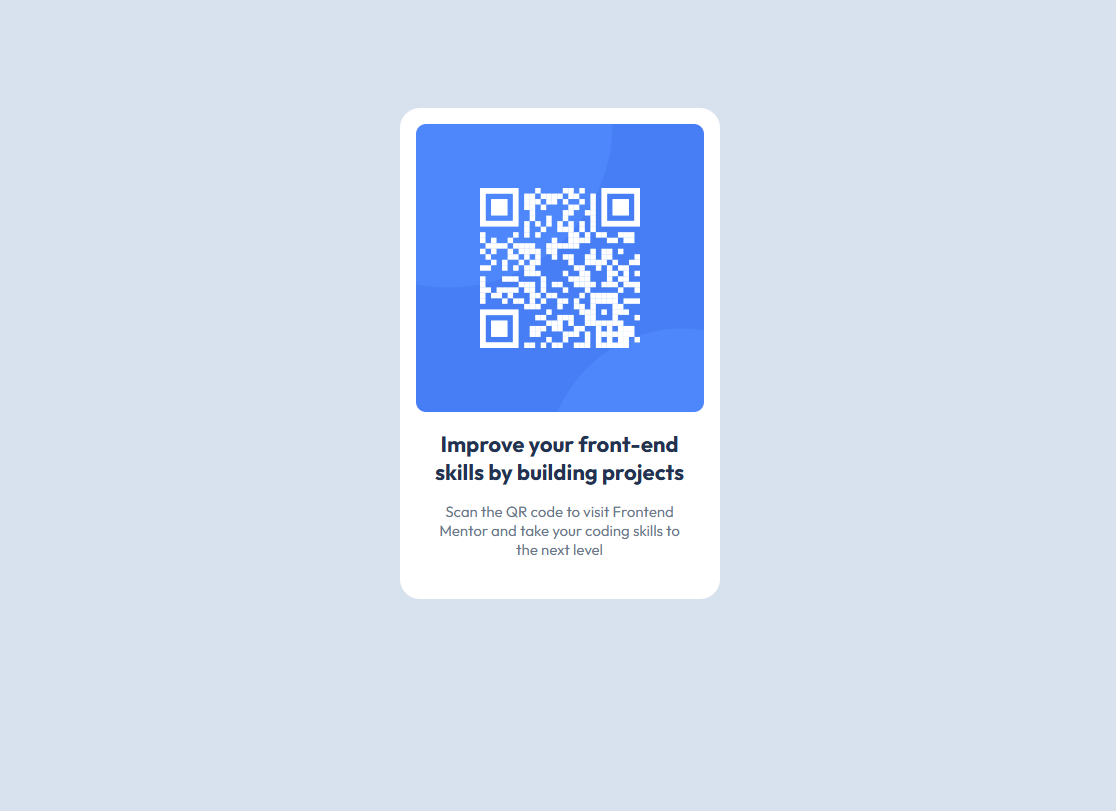 Improve your front-end
skills by building projects
Scan the QR code to visit Frontend
Mentor and take your coding skills to
the next level